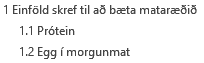 1 Einföld skref til að bæta mataræðið
1.1 Prótein
1.2 Egg í morgunmat